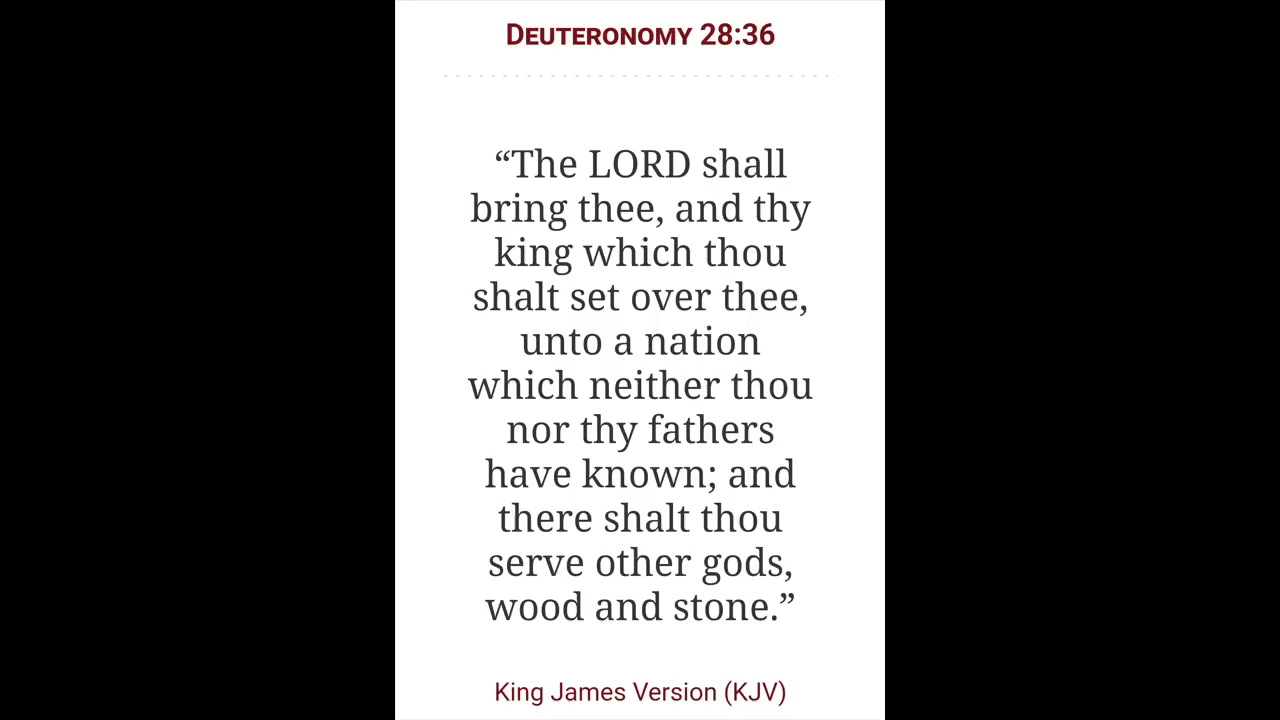 Deuteronomy 28:36
“The LORD shall
bring thee, and thy
king which thou
shalt set over thee,
unto a nation
which neither thou
nor thy fathers
have known; and
there shalt thou
serve other gods,
wood and stone.”
King James Version (KJV)